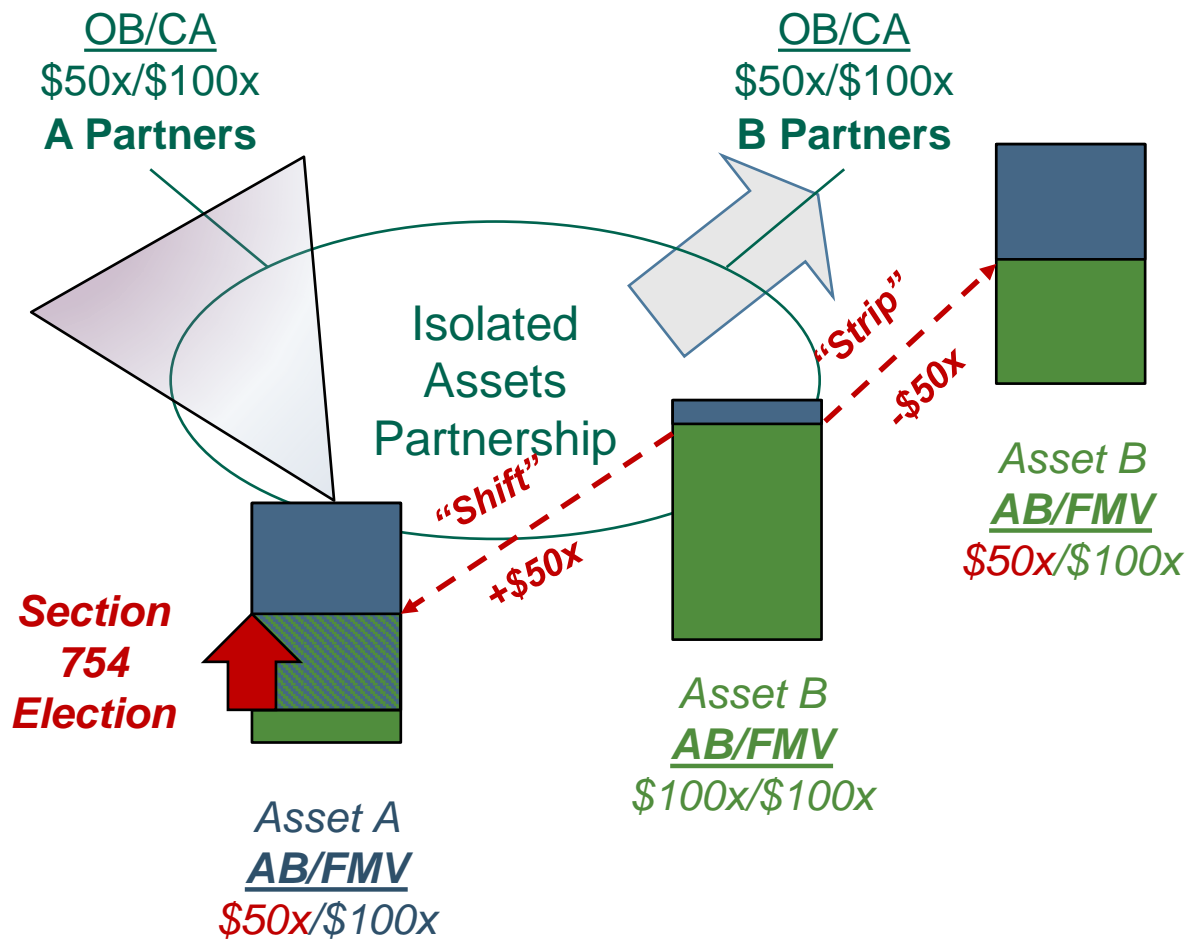 OB/CA
$50x/$100x
A Partners
OB/CA
$50x/$100x
B Partners
Isolated
Assets
Partnership
“Strip”
-$50x
“Shift”
+$50x
Asset B
AB/FMV
$50x/$100x
Section
754
Election
Asset B
AB/FMV
$100x/$100x
Asset A
AB/FMV
$50x/$100x